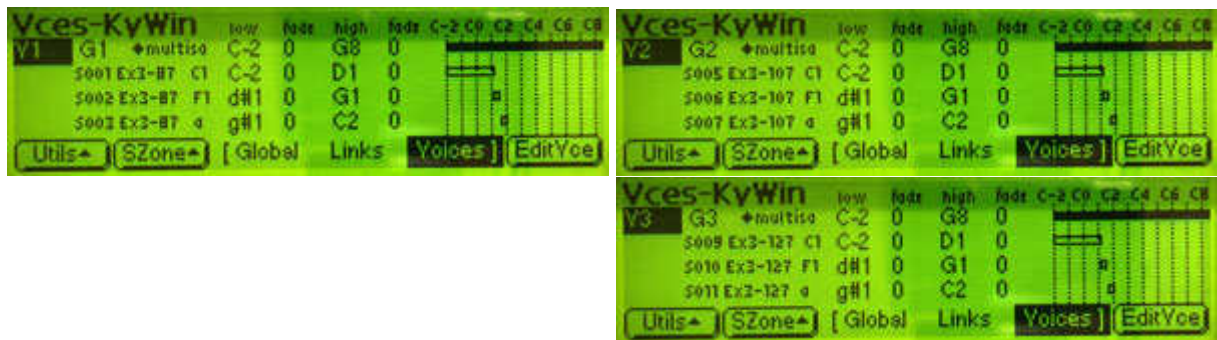 Vces-KyWin low fade high fade C-2 C0 C2 C4 C6 C8
V1 G1 ♦multisa C-2 0 G8 0
S001 Ex3-87 C1 C-2 0 D1 0
S002 Ex3-87 F1 d#1 0 G1 0
S003 Ex3-87 a g#1 0 C2 0
Utils SZone [ Global Links Voices ] EditVce
Vces-KyWin low fade high fade C-2 C0 C2 C4 C6 C8
V2 G2 ♦multisa C-2 0 G8 0
S005 Ex3-107 C1 C-2 0 D1 0
S006 Ex3-107 F1 d#1 0 G1 0
S007 Ex3-107 a g#1 0 C2 0
Utils SZone [ Global Links Voices ] EditVce
Vces-KyWin low fade high fade C-2 C0 C2 C4 C6 C8
V3 G3 ♦multisa C-2 0 G8 0
S009 Ex3-127 C1 C-2 0 D1 0
S010 Ex3-127 F1 d#1 0 G1 0
S011 Ex3-127 a g#1 0 C2 0
Utils SZone [ Global Links Voices ] EditVce